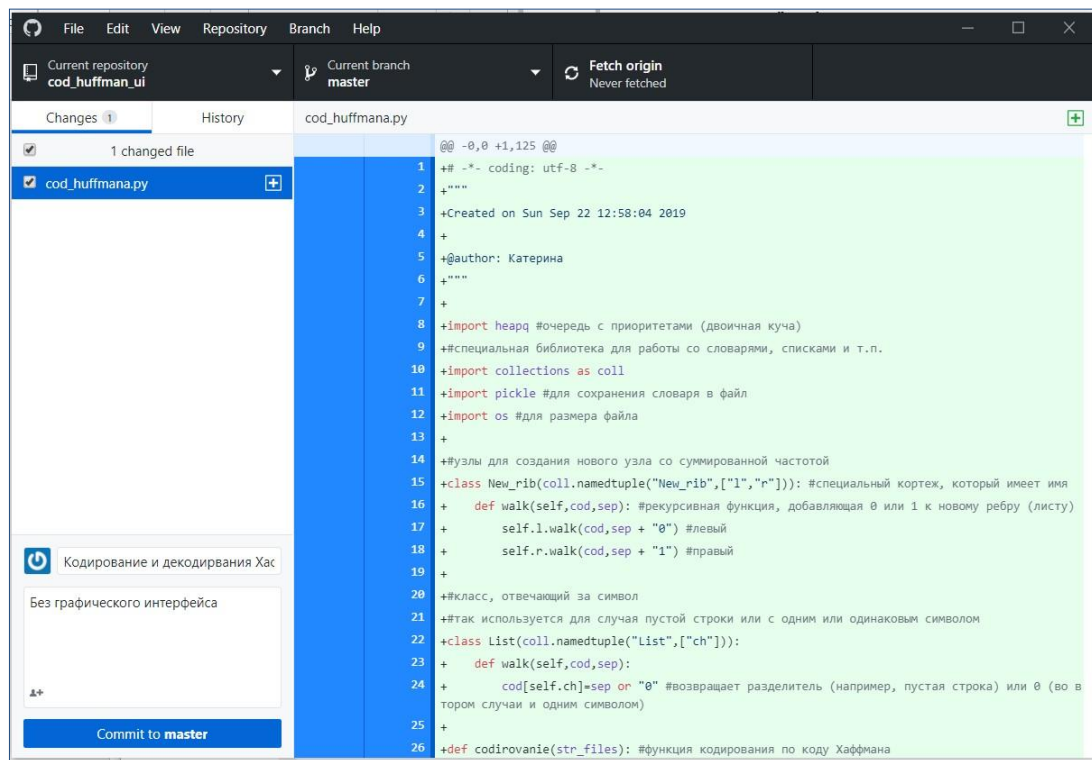 File Edit View Repository Branch Help
Current repository
cod_huffman_ui
Current branch
master
Fetch origin
Never fetched
Changes 1 History
cod_huffmana.py
1 changed file
cod_huffmana.py
@@ -0,0 +1,125 @@
1 +# -*- coding: utf-8 -*-
2 +"""
3 +Created on Sun Sep 22 12:58:04 2019
4 +
5 +@author: Катерина
6 +"""
7 +
8 +import heapq #очередь с приоритетами (двоичная куча)
9 +#специальная библиотека для работы со словарями, списками и т.п.
10 +import collections as coll
11 +import pickle #для сохранения словаря в файл
12 +import os #для размера файла
13 +
14 +#узлы для создания нового узла со суммированной частотой
15 +class New_rib(coll.namedtuple("New_rib",["l","r"])): #специальный кортеж, который имеет имя
16 +    def walk(self,cod,sep): #рекурсивная функция, добавляющая 0 или 1 к новому ребру (листу)
17 +        self.l.walk(cod,sep + "0") #левый
18 +        self.r.walk(cod,sep + "1") #правый
19 +
20 +#класс, отвечающий за символ
21 +#так используется для случая пустой строки или с одним или одинаковым символом
22 +class List(coll.namedtuple("List",["ch"])):
23 +    def walk(self,cod,sep):
24 +        cod[self.ch]=sep or "0" #возвращает разделитель (например, пустая строка) или 0 (во в
тором случаи и одним символом)
25 +
26 +def codirovanie(str_files): #функция кодирования по коду Хаффмана
Кодирование и декодирвания Хас
Без графического интерфейса
Commit to master